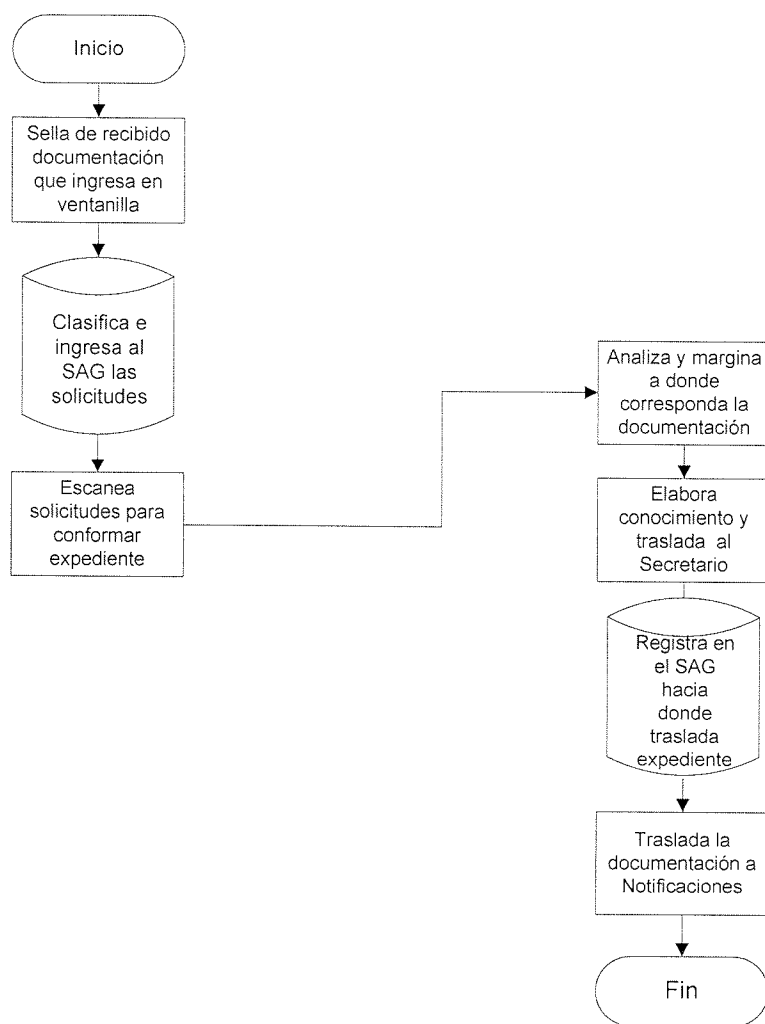 Inicio
Sella de recibido
documentación
que ingresa en
ventanilla
Clasifica e
ingresa al
SAG las
solicitudes
Escanea
solicitudes para
conformar
expediente
Analiza y margina
a donde
corresponda la
documentación
Elabora
conocimiento y
traslada al
Secretario
Registra en
el SAG
hacia
donde
traslada
expediente
Traslada la
documentación a
Notificaciones
Fin